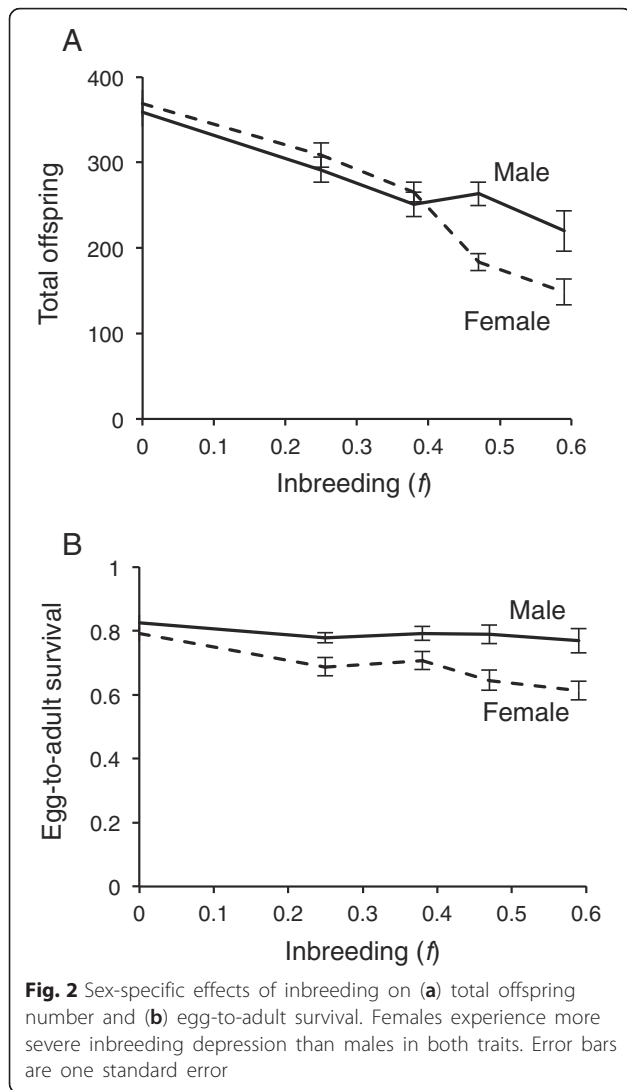 A
400
300
200
100
0
Total offspring
Male
Female
0 0.1 0.2 0.3 0.4 0.5 0.6
Inbreeding (f)
B
1
0.8
0.6
0.4
0.2
0
Egg-to-adult survival
Male
Female
0 0.1 0.2 0.3 0.4 0.5 0.6
Inbreeding (f)
Fig. 2 Sex-specific effects of inbreeding on (a) total offspring
number and (b) egg-to-adult survival. Females experience more
severe inbreeding depression than males in both traits. Error bars
are one standard error